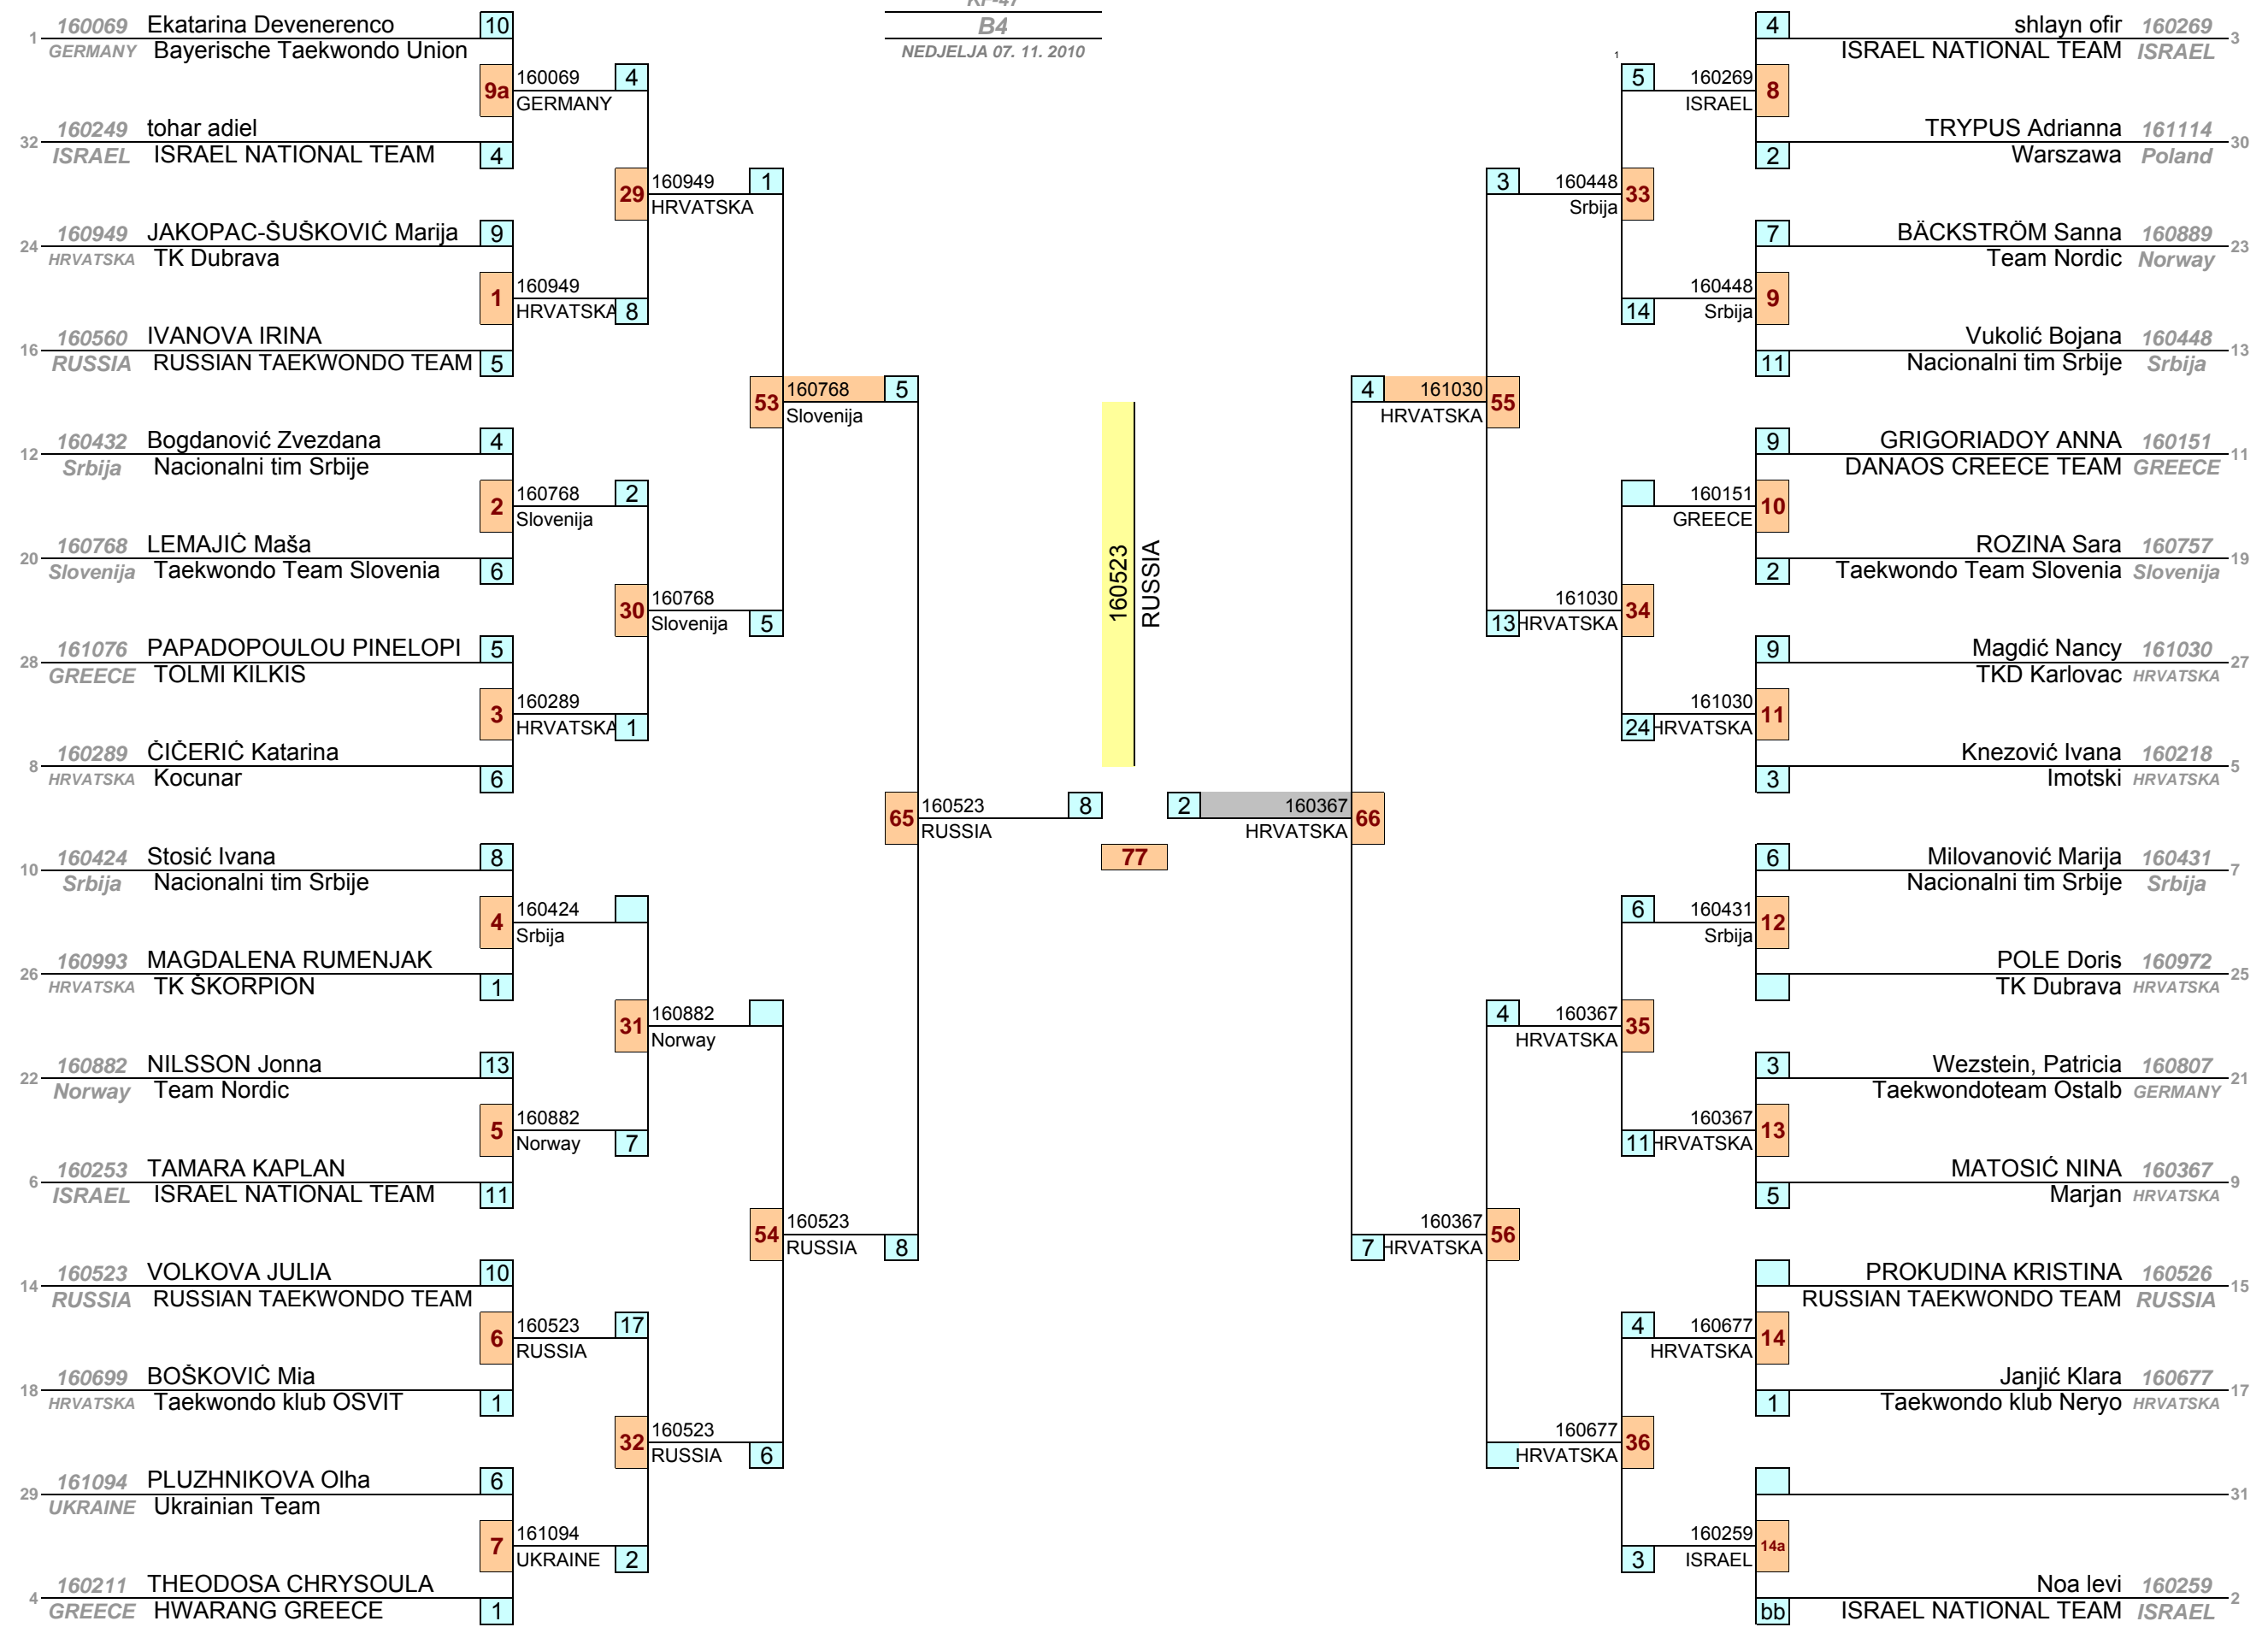 KF-47
B4
NEDJELJA 07. 11. 2010
1 160069 Ekatarina Devenerenco 10
GERMANY Bayerische Taekwondo Union
9a 160069 4
GERMANY
32 160249 tohar adiel
ISRAEL ISRAEL NATIONAL TEAM 4
29 160949 1
HRVATSKA
24 160949 JAKOPAC-ŠUŠKOVIĆ Marija 9
HRVATSKA TK Dubrava
1 160949
HRVATSKA 8
16 160560 IVANOVA IRINA
RUSSIA RUSSIAN TAEKWONDO TEAM 5
53 160768 5
Slovenija
12 160432 Bogdanović Zvezdana 4
Srbija Nacionalni tim Srbije
2 160768 2
Slovenija
20 160768 LEMAJIĆ Maša
Slovenija Taekwondo Team Slovenia 6
30 160768
Slovenija 5
28 161076 PAPADOPOULOU PINELOPI 5
GREECE TOLMI KILKIS
3 160289
HRVATSKA 1
8 160289 ČIČERIĆ Katarina
HRVATSKA Kocunar 6
65 160523 8
RUSSIA
10 160424 Stosić Ivana 8
Srbija Nacionalni tim Srbije
4 160424
Srbija
26 160993 MAGDALENA RUMENJAK
HRVATSKA TK ŠKORPION 1
31 160882
Norway
22 160882 NILSSON Jonna 13
Norway Team Nordic
5 160882
Norway 7
6 160253 TAMARA KAPLAN
ISRAEL ISRAEL NATIONAL TEAM 11
54 160523
RUSSIA 8
14 160523 VOLKOVA JULIA 10
RUSSIA RUSSIAN TAEKWONDO TEAM
6 160523 17
RUSSIA
18 160699 BOŠKOVIĆ Mia
HRVATSKA Taekwondo klub OSVIT 1
32 160523
RUSSIA 6
29 161094 PLUZHNIKOVA Olha 6
UKRAINE Ukrainian Team
7 161094
UKRAINE 2
4 160211 THEODOSA CHRYSOULA
GREECE HWARANG GREECE 1
160523
RUSSIA
77
1
4 shlayn ofir 160269 3
ISRAEL NATIONAL TEAM ISRAEL
5 160269 8
ISRAEL
TRYPUS Adrianna 161114 30
2 Warszawa Poland
3 160448 33
Srbija
7 BÄCKSTRÖM Sanna 160889 23
Team Nordic Norway
160448 9
14 Srbija
Vukolić Bojana 160448 13
11 Nacionalni tim Srbije Srbija
4 161030 55
HRVATSKA
9 GRIGORIADOY ANNA 160151 11
DANAOS CREECE TEAM GREECE
160151 10
GREECE
ROZINA Sara 160757 19
2 Taekwondo Team Slovenia Slovenija
161030 34
13 HRVATSKA
9 Magdić Nancy 161030 27
TKD Karlovac HRVATSKA
161030 11
24 HRVATSKA
Knezović Ivana 160218 5
3 Imotski HRVATSKA
2 160367 66
HRVATSKA
6 Milovanović Marija 160431 7
Nacionalni tim Srbije Srbija
6 160431 12
Srbija
POLE Doris 160972 25
TK Dubrava HRVATSKA
4 160367 35
HRVATSKA
3 Wezstein, Patricia 160807 21
Taekwondoteam Ostalb GERMANY
160367 13
11 HRVATSKA
MATOSIĆ NINA 160367 9
5 Marjan HRVATSKA
160367 56
7 HRVATSKA
PROKUDINA KRISTINA 160526 15
RUSSIAN TAEKWONDO TEAM RUSSIA
4 160677 14
HRVATSKA
Janjić Klara 160677 17
1 Taekwondo klub Neryo HRVATSKA
160677 36
HRVATSKA
31
160259 14a
3 ISRAEL
Noa levi 160259 2
bb ISRAEL NATIONAL TEAM ISRAEL